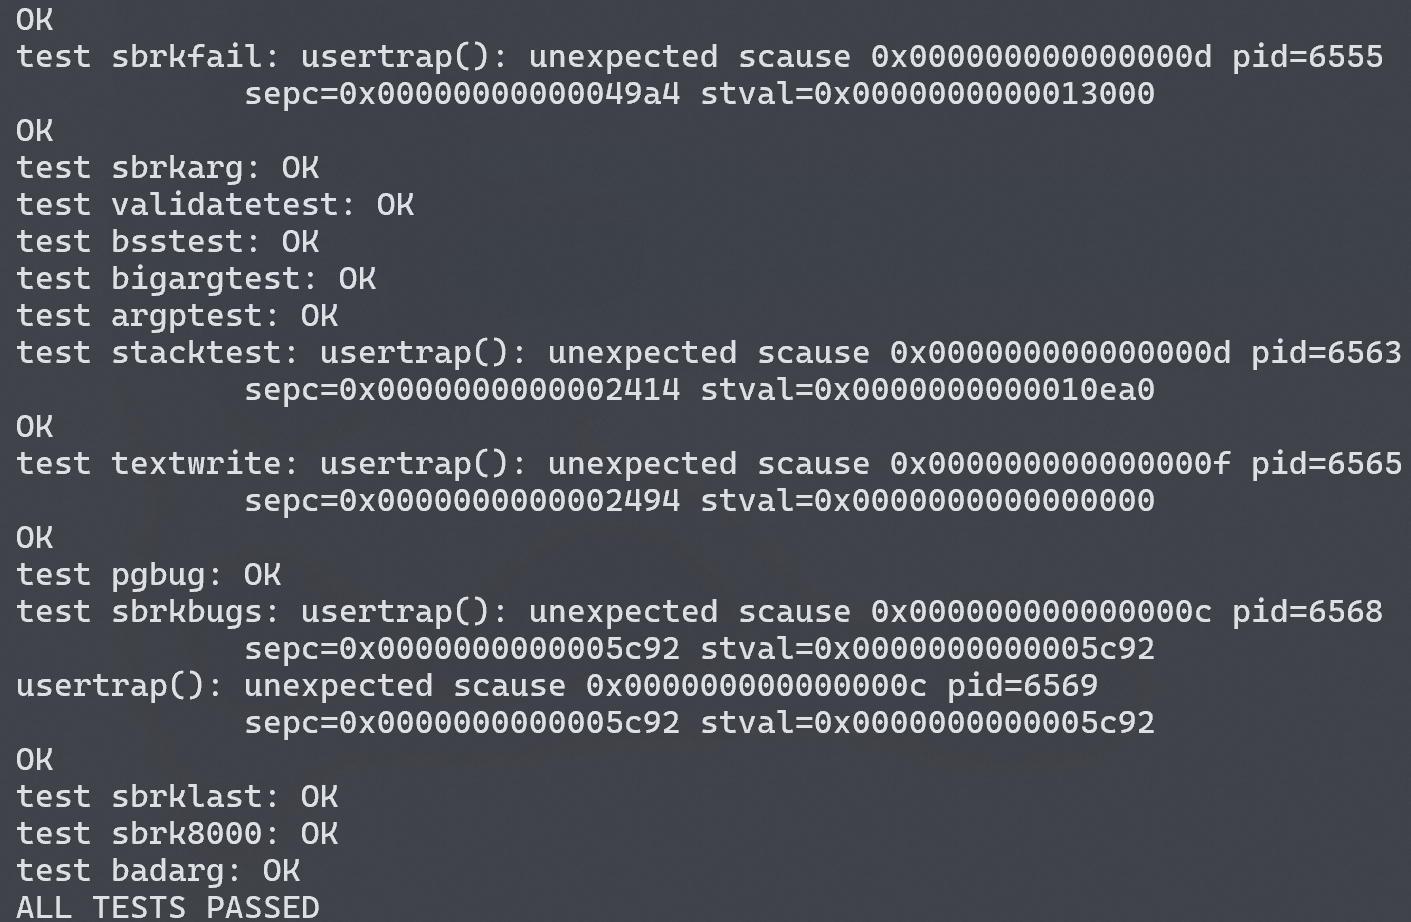 OK
test sbrkfail: usertrap(): unexpected scause 0x000000000000000d pid=6555
            sepc=0x00000000000049a4 stval=0x0000000000013000
OK
test sbrkarg: OK
test validatetest: OK
test bsstest: OK
test bigargtest: OK
test argptest: OK
test stacktest: usertrap(): unexpected scause 0x000000000000000d pid=6563
            sepc=0x0000000000002414 stval=0x0000000000010ea0
OK
test textwrite: usertrap(): unexpected scause 0x000000000000000f pid=6565
            sepc=0x0000000000002494 stval=0x0000000000000000
OK
test pgbug: OK
test sbrkbugs: usertrap(): unexpected scause 0x000000000000000c pid=6568
            sepc=0x0000000000005c92 stval=0x0000000000005c92
usertrap(): unexpected scause 0x000000000000000c pid=6569
            sepc=0x0000000000005c92 stval=0x0000000000005c92
OK
test sbrklast: OK
test sbrk8000: OK
test badarg: OK
ALL TESTS PASSED